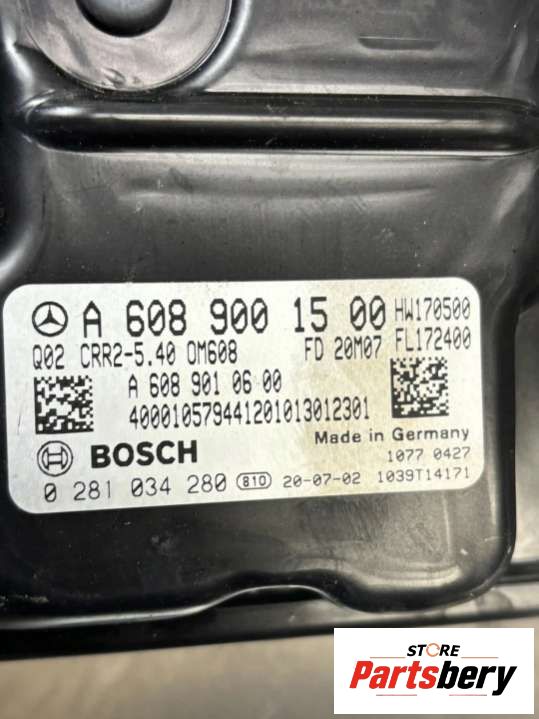 A 608 900 15 00 HW170500
Q02 CRR2-5.40 OM608 FD 20M07 FL172400
A 608 901 06 00
400010579441201013012301
Made in Germany
BOSCH 1077 0427
0 281 034 280 810 20-07-02 1039T14171
STORE
Partsbery